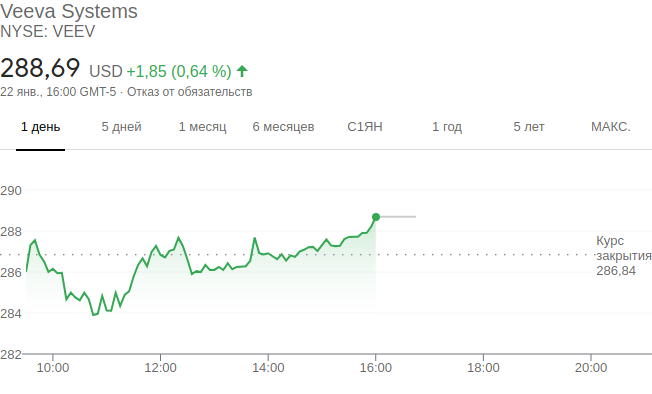 Veeva Systems
NYSE: VEEV
288,69 USD +1,85 (0,64 %)
22 янв., 16:00 GMT-5 · Отказ от обязательств
1 день 5 дней 1 месяц 6 месяцев С1ЯН 1 год 5 лет МАКС.
290
288
Курс
закрытия
286,84
286
284
282
10:00 12:00 14:00 16:00 18:00 20:00